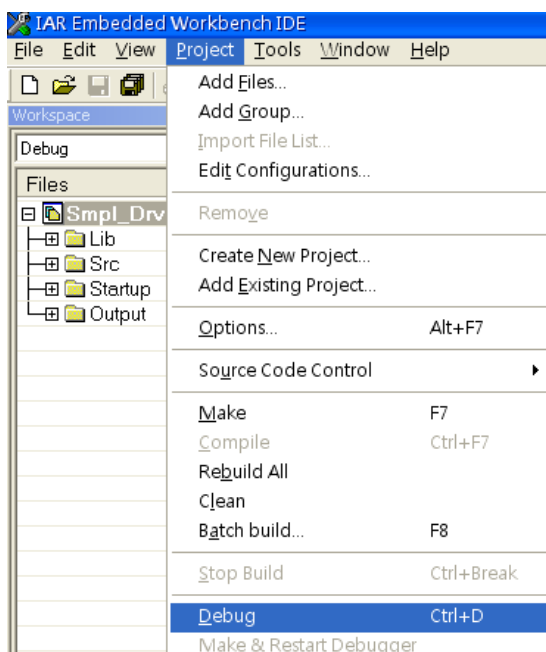 IAR Embedded Workbench IDE
File Edit View Project Tools Window Help
Workspace
Debug
Files
Smpl_Drv
Lib
Src
Startup
Output
Add Files...
Add Group...
Import File List...
Edit Configurations...
Remove
Create New Project...
Add Existing Project...
Options... Alt+F7
Source Code Control
Make F7
Compile Ctrl+F7
Rebuild All
Clean
Batch build... F8
Stop Build Ctrl+Break
Debug Ctrl+D
Make & Restart Debugger